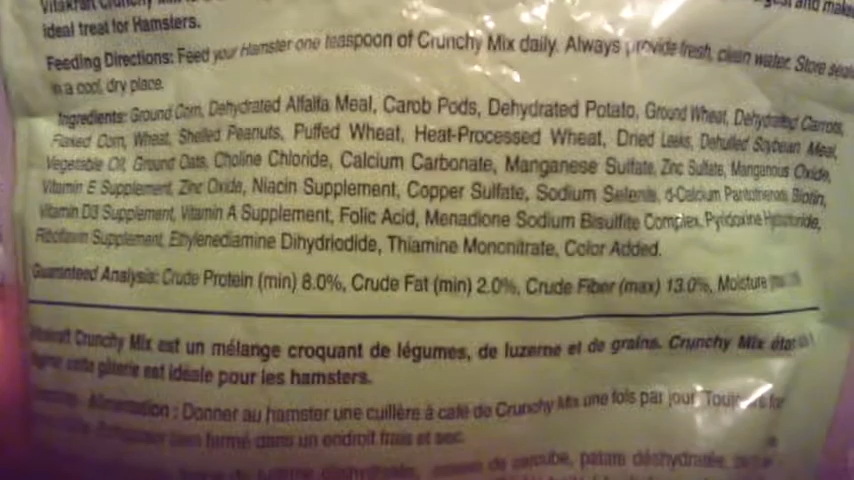 Vitakraft Crunchy Mix and make
ideal treat for Hamsters.
Feeding Directions: Feed your Hamster one teaspoon of Crunchy Mix daily. Always provide fresh, clean water. Store
in a cool, dry place.
Ingredients: Ground Corn, Dehydrated Alfalfa Meal, Carob Pods, Dehydrated Potato, Ground Wheat, Dehydrated Carrots,
Flaked Corn, Wheat, Shelled Peanuts, Puffed Wheat, Heat-Processed Wheat, Dried Leeks, Dehulled Soybean Meal,
Vegetable Oil, Ground Oats, Choline Chloride, Calcium Carbonate, Manganese Sulfate, Zinc Sulfate, Manganous Oxide,
Vitamin E Supplement, Zinc Oxide, Niacin Supplement, Copper Sulfate, Sodium Selenite, d-Calcium Pantothenate, Biotin,
Vitamin D3 Supplement, Vitamin A Supplement, Folic Acid, Menadione Sodium Bisulfite Complex, Pyridoxine Hydrochloride,
Riboflavin Supplement, Ethylenediamine Dihydriodide, Thiamine Mononitrate, Color Added.
Guaranteed Analysis: Crude Protein (min) 8.0%, Crude Fat (min) 2.0%, Crude Fiber (max) 13.0%, Moisture
Crunchy Mix est un mélange croquant de légumes, de luzerne et de grains. Crunchy Mix
est idéale pour les hamsters.
Alimentation : Donner au hamster une cuillère à café de Crunchy Mix une fois par jour.
fermé dans un endroit frais et sec.
de caroube, patate déshydratée,